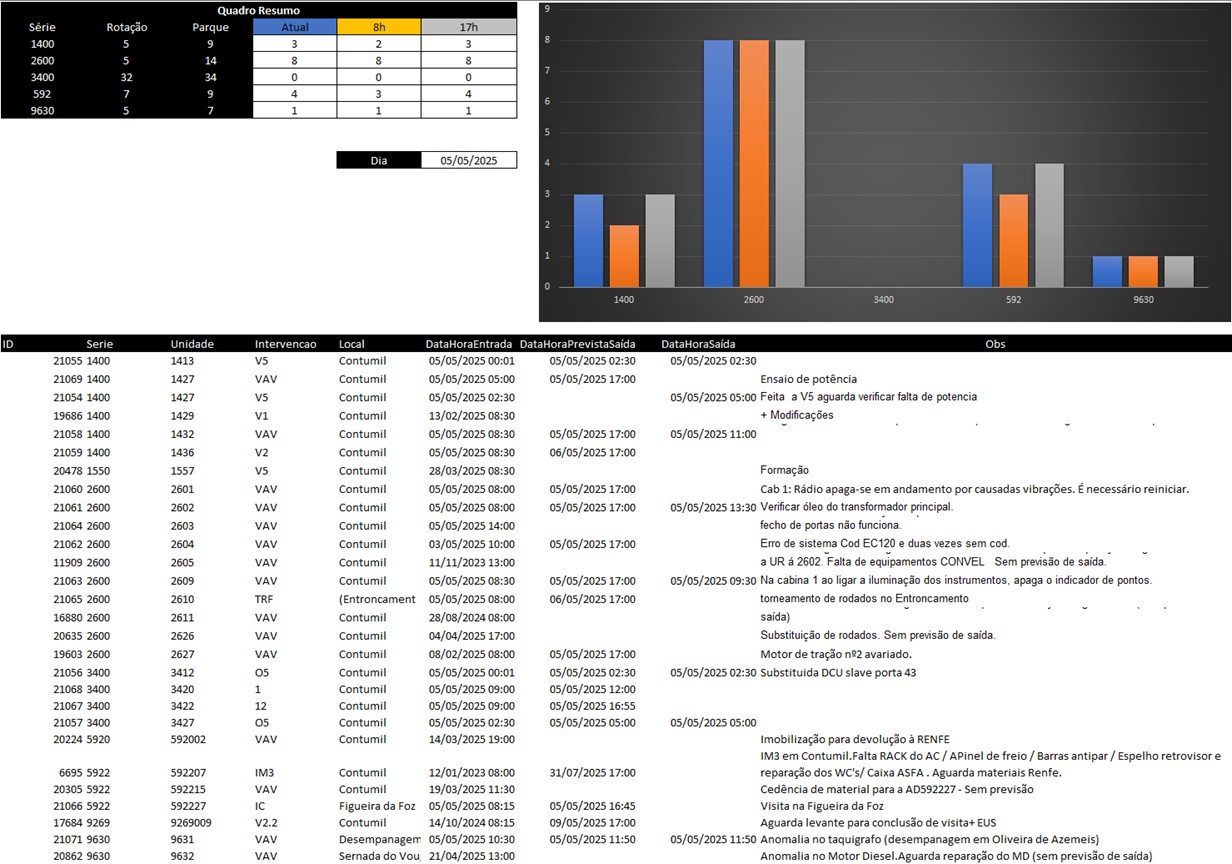 Quadro Resumo
Série Rotação Parque Atual 8h 17h
1400 5 9 3 2 3
2600 5 14 8 8 8
3400 32 34 0 0 0
592 7 9 4 3 4
9630 5 7 1 1 1
Dia 05/05/2025
9
8
7
6
5
4
3
2
1
0
1400 2600 3400 592 9630
ID Serie Unidade Intervencao Local DataHoraEntrada DataHoraPrevistaSaída DataHoraSaída Obs
21055 1400 1413 V5 Contumil 05/05/2025 00:01 05/05/2025 02:30 05/05/2025 02:30
21069 1400 1427 VAV Contumil 05/05/2025 05:00 05/05/2025 17:00 Ensaio de potência
21054 1400 1427 V5 Contumil 05/05/2025 02:30 05/05/2025 05:00 Feita a V5 aguarda verificar falta de potencia
19686 1400 1429 V1 Contumil 13/02/2025 08:30 + Modificações
21058 1400 1432 VAV Contumil 05/05/2025 08:30 05/05/2025 17:00 05/05/2025 11:00
21059 1400 1436 V2 Contumil 05/05/2025 08:30 06/05/2025 17:00
20478 1550 1557 V5 Contumil 28/03/2025 08:30 Formação
21060 2600 2601 VAV Contumil 05/05/2025 08:00 05/05/2025 17:00 Cab 1: Rádio apaga-se em andamento por causadas vibrações. É necessário reiniciar.
21061 2600 2602 VAV Contumil 05/05/2025 08:00 05/05/2025 17:00 05/05/2025 13:30 Verificar óleo do transformador principal.
21064 2600 2603 VAV Contumil 05/05/2025 14:00 fecho de portas não funciona.
21062 2600 2604 VAV Contumil 03/05/2025 10:00 05/05/2025 17:00 Erro de sistema Cod EC120 e duas vezes sem cod.
11909 2600 2605 VAV Contumil 11/11/2023 13:00 a UR á 2602. Falta de equipamentos CONVEL Sem previsão de saída.
21063 2600 2609 VAV Contumil 05/05/2025 08:30 05/05/2025 17:00 05/05/2025 09:30 Na cabina 1 ao ligar a iluminação dos instrumentos, apaga o indicador de pontos.
21065 2600 2610 TRF (Entroncament 05/05/2025 08:00 06/05/2025 17:00 torneamento de rodados no Entroncamento
16880 2600 2611 VAV Contumil 28/08/2024 08:00 saída)
20635 2600 2626 VAV Contumil 04/04/2025 17:00 Substituição de rodados. Sem previsão de saída.
19603 2600 2627 VAV Contumil 08/02/2025 08:00 05/05/2025 17:00 Motor de tração nº2 avariado.
21056 3400 3412 O5 Contumil 05/05/2025 00:01 05/05/2025 02:30 05/05/2025 02:30 Substituida DCU slave porta 43
21068 3400 3420 1 Contumil 05/05/2025 09:00 05/05/2025 12:00
21067 3400 3422 12 Contumil 05/05/2025 09:00 05/05/2025 16:55
21057 3400 3427 O5 Contumil 05/05/2025 02:30 05/05/2025 05:00 05/05/2025 05:00
20224 5920 592002 VAV Contumil 14/03/2025 19:00 Imobilização para devolução à RENFE
IM3 em Contumil.Falta RACK do AC / APinel de freio / Barras antipar / Espelho retrovisor e
6695 5922 592207 IM3 Contumil 12/01/2023 08:00 31/07/2025 17:00 reparação dos WC's/ Caixa ASFA . Aguarda materiais Renfe.
20305 5922 592215 VAV Contumil 19/03/2025 11:30 Cedência de material para a AD592227 - Sem previsão
21066 5922 592227 IC Figueira da Foz 05/05/2025 08:15 05/05/2025 16:45 Visita na Figueira da Foz
17684 9269 9269009 V2.2 Contumil 14/10/2024 08:15 09/05/2025 17:00 Aguarda levante para conclusão de visita+ EUS
21071 9630 9631 VAV Desempanagem 05/05/2025 10:30 05/05/2025 11:50 05/05/2025 11:50 Anomalia no taquigrafo (desempanagem em Oliveira de Azemeis)
20862 9630 9632 VAV Sernada do Vou 21/04/2025 13:00 Anomalia no Motor Diesel.Aguarda reparação do MD (sem previsão de saída)